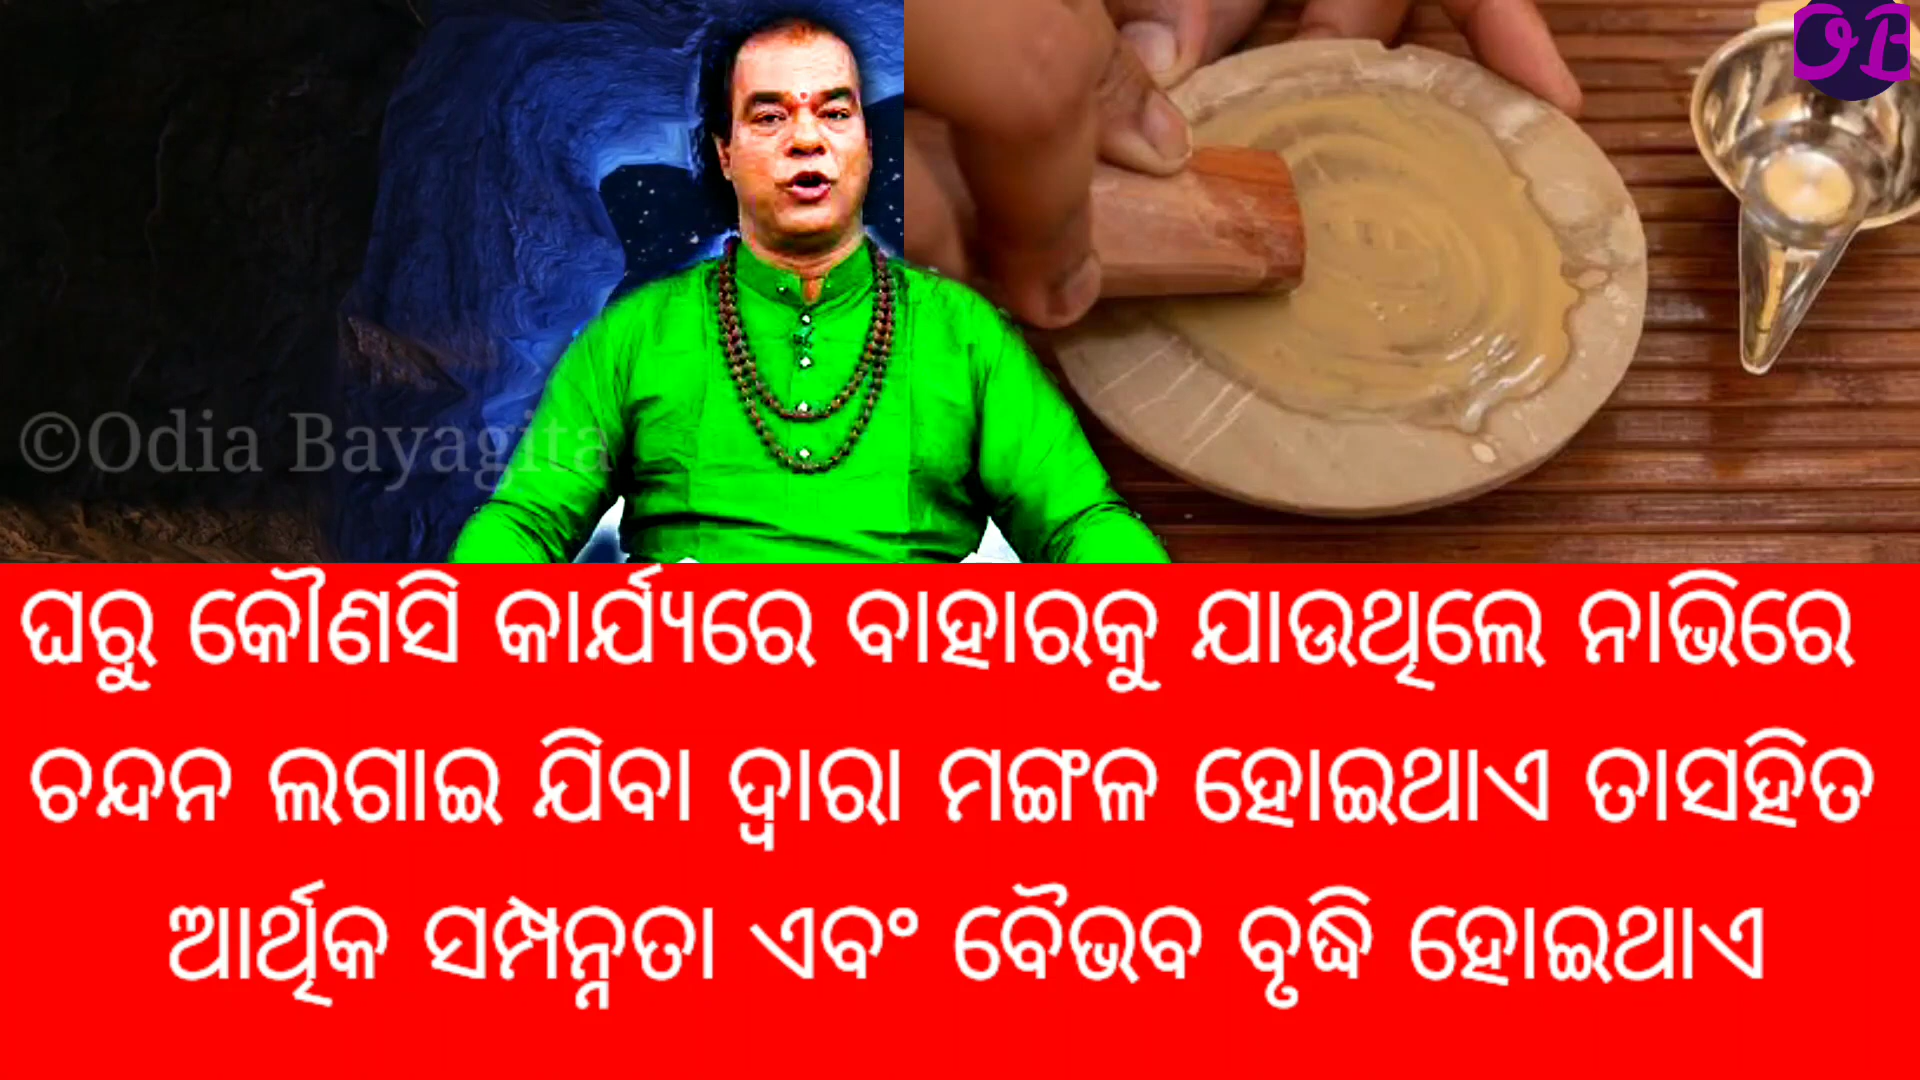 OB
©Odia Bayagita
ଘରୁ କୌଣସି କାର୍ଯ୍ୟରେ ବାହାରକୁ ଯାଉଥିଲେ ନାଭିରେ
ଚନ୍ଦନ ଲଗାଇ ଯିବା ଦ୍ୱାରା ମଙ୍ଗଳ ହୋଇଥାଏ ତାସହିତ
ଆର୍ଥିକ ସମ୍ପନ୍ନତା ଏବଂ ବୈଭବ ବୃଦ୍ଧି ହୋଇଥାଏ